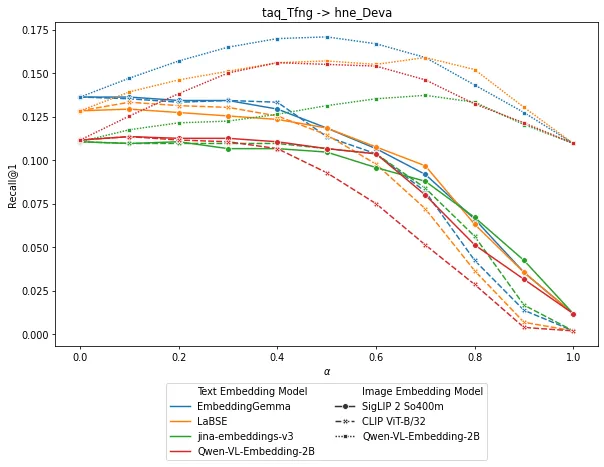 taq_Tfng -> hne_Deva
Recall@1
0.175
0.150
0.125
0.100
0.075
0.050
0.025
0.000
0.0 0.2 0.4 0.6 0.8 1.0
α
Text Embedding Model
EmbeddingGemma
LaBSE
jina-embeddings-v3
Qwen-VL-Embedding-2B
Image Embedding Model
SigLIP 2 So400m
CLIP ViT-B/32
Qwen-VL-Embedding-2B